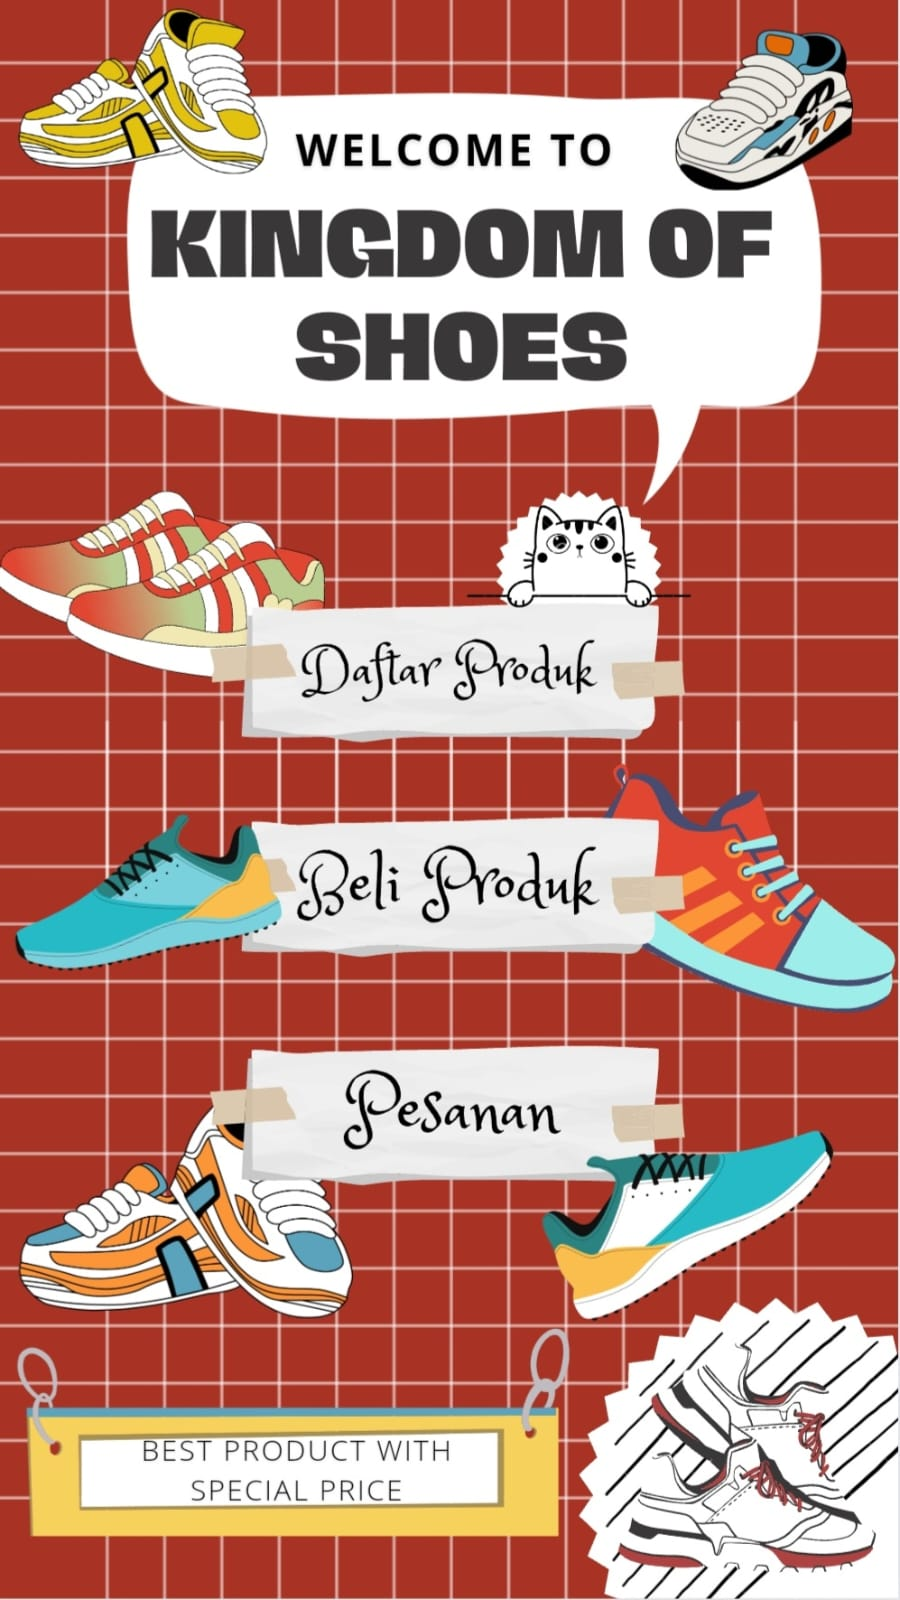 WELCOME TO
KINGDOM OF
SHOES
Daftar Produk
Beli Produk
Pesanan
BEST PRODUCT WITH
SPECIAL PRICE